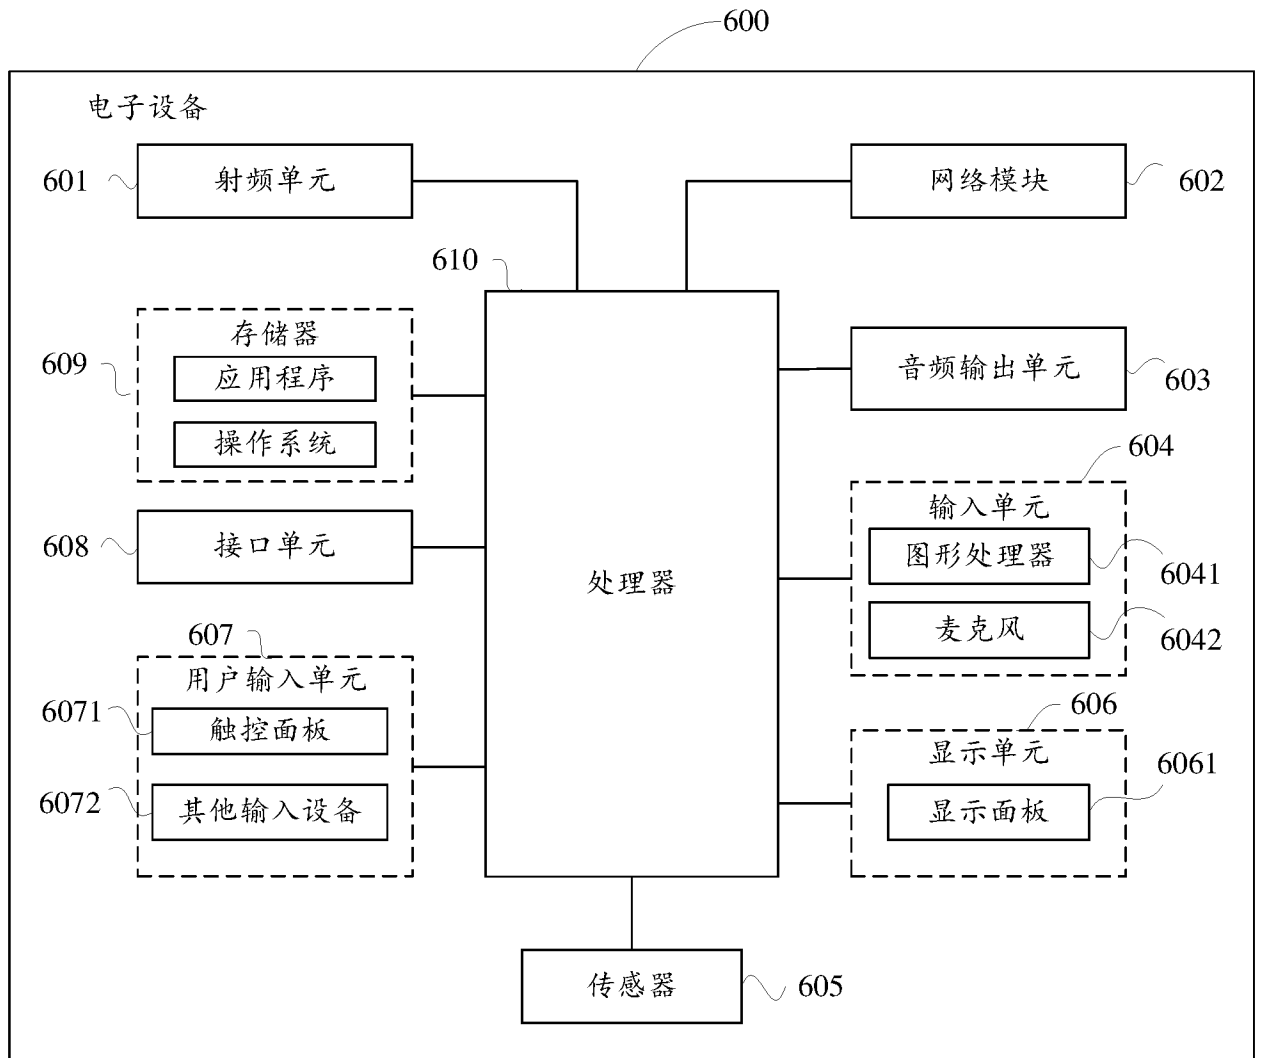 600
电子设备
601
射频单元
网络模块
602
610
609
存储器
应用程序
操作系统
音频输出单元
603
604
输入单元
图形处理器
6041
麦克风
6042
608
接口单元
处理器
607
用户输入单元
6071
触控面板
6072
其他输入设备
606
显示单元
显示面板
6061
传感器
605